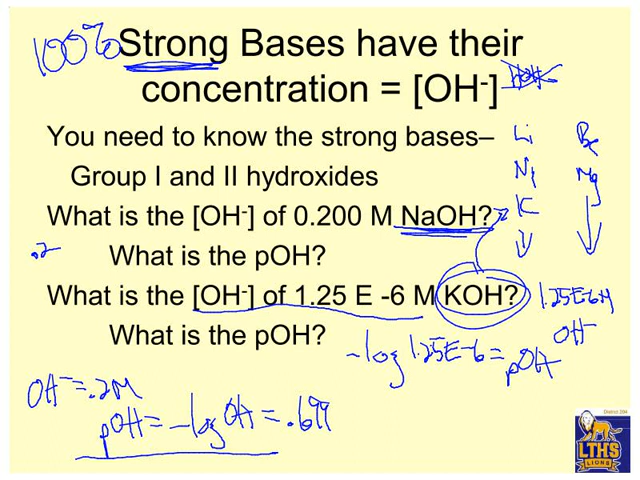 100% Strong Bases have their
concentration = [OH-]
You need to know the strong bases–
Li Be
Group I and II hydroxides
Na Mg
What is the [OH-] of 0.200 M NaOH?
K
.2 What is the pOH?
What is the [OH-] of 1.25 E -6 M KOH? 1.25E-6M
OH-
What is the pOH?
-log 1.25E-6 = pOH
OH- = .2M
pOH = -log OH = .699
District 204
LTHS
LIONS